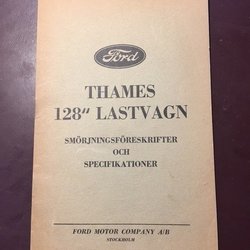 Ford
THAMES
128" LASTVAGN
SMÖRJNINGSFÖRESKRIFTER
OCH
SPECIFIKATIONER
FORD MOTOR COMPANY A/B
STOCKHOLM